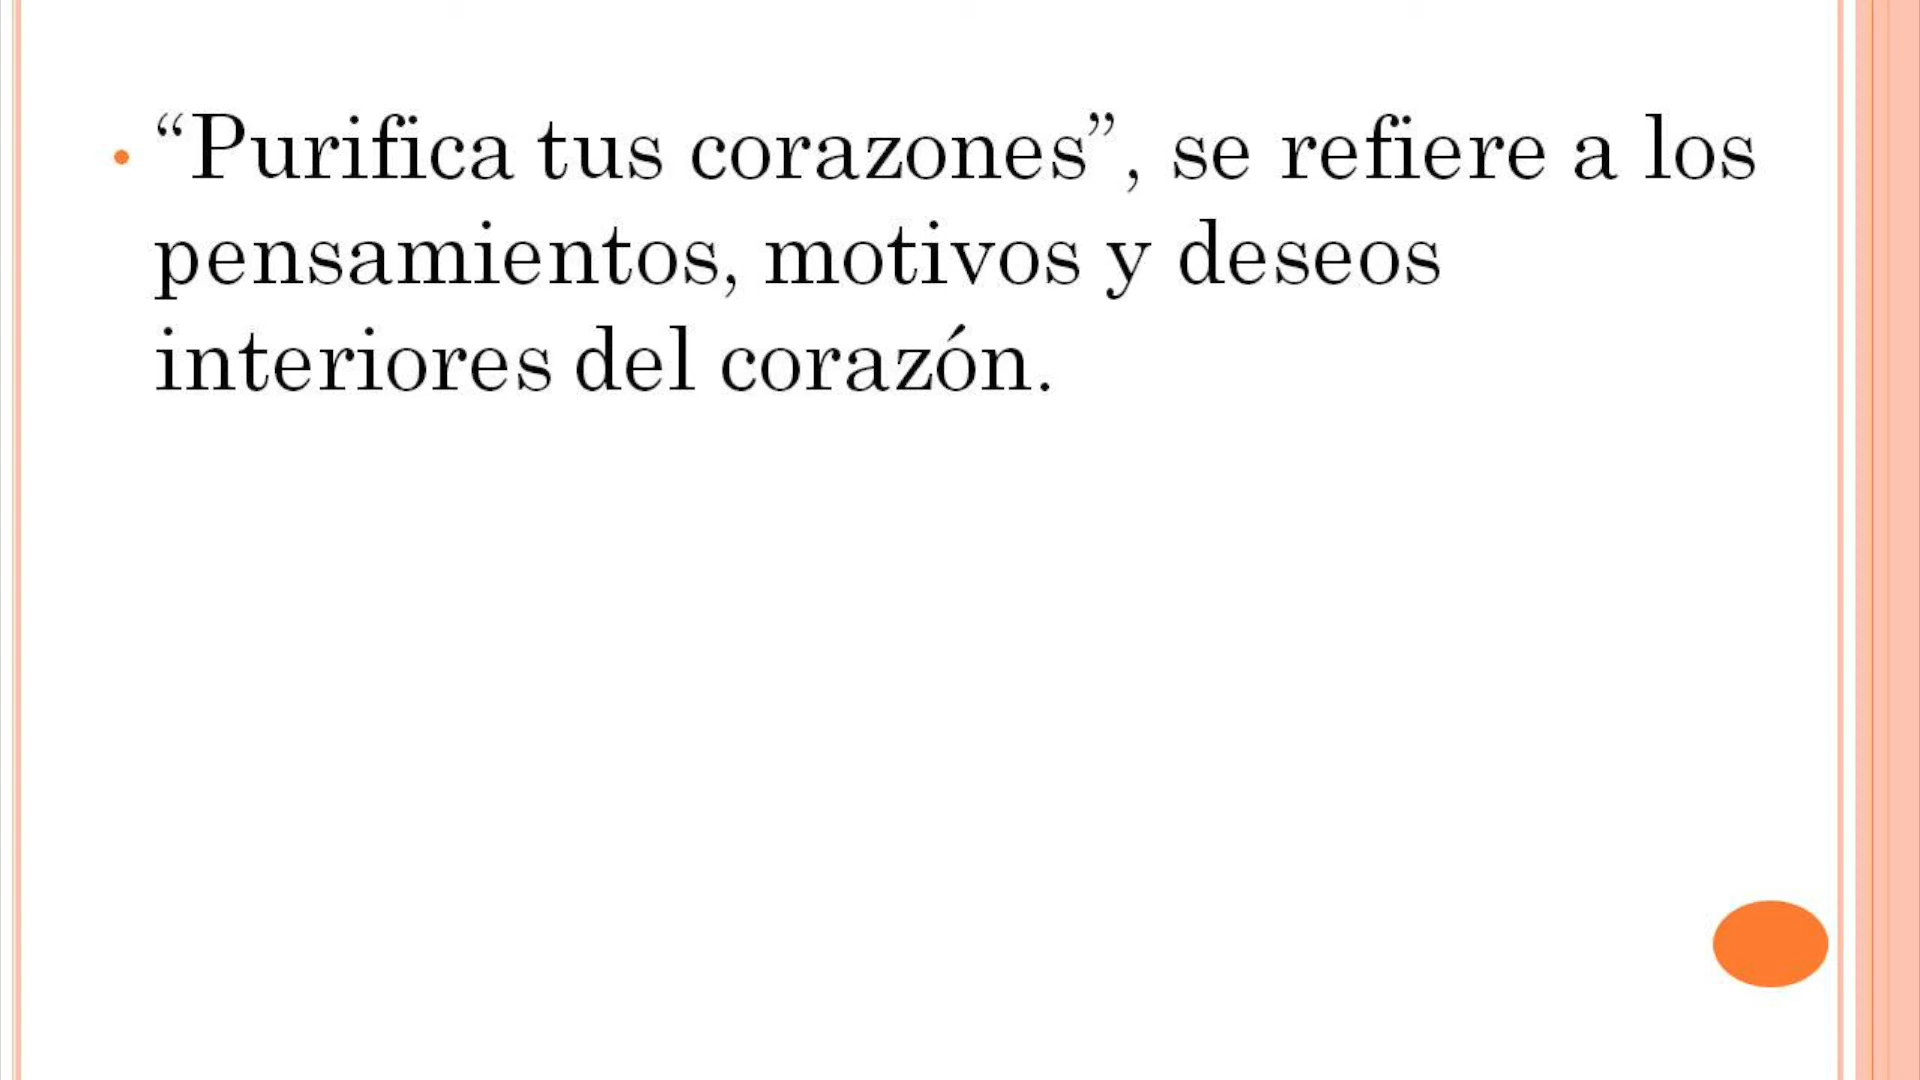 • “Purifica tus corazones”, se refiere a los
pensamientos, motivos y deseos
interiores del corazón.